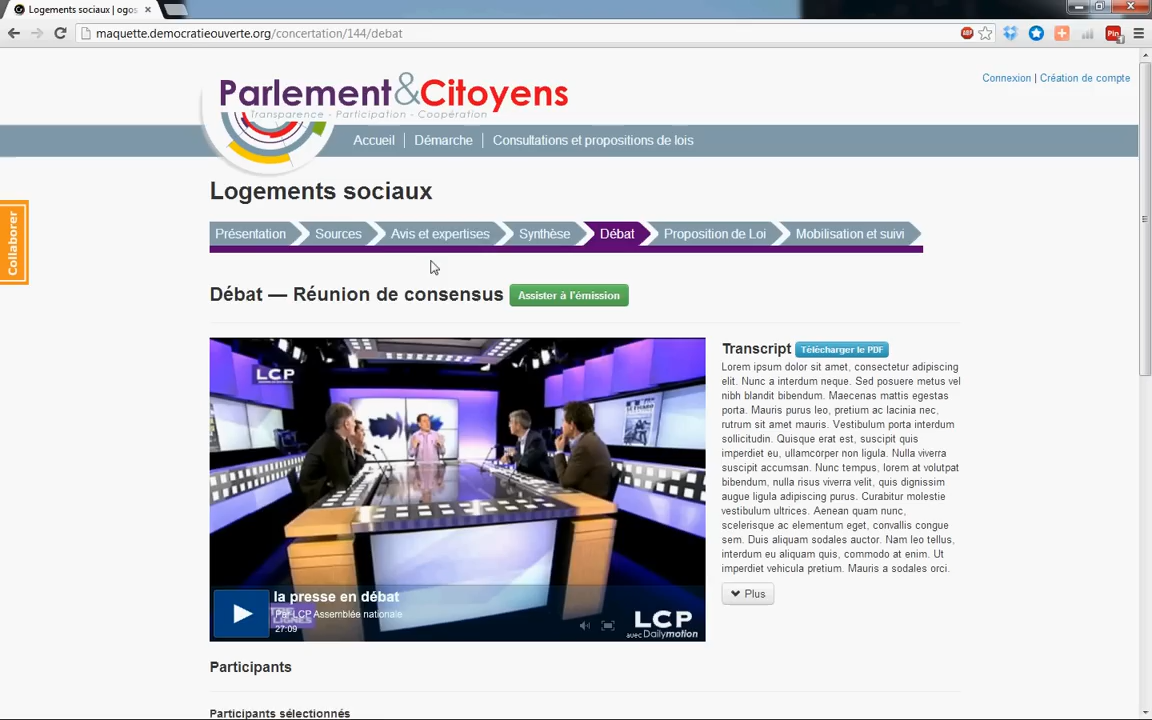 Logements sociaux | ogos
maquette.democratieouverte.org/concertation/144/debat
ABP
Pin
Connexion | Création de compte
Parlement&Citoyens
Transparence - Participation - Coopération
Accueil | Démarche | Consultations et propositions de lois
Collaborer
Logements sociaux
Présentation Sources Avis et expertises Synthèse Débat Proposition de Loi Mobilisation et suivi
Débat — Réunion de consensus Assister à l'émission
LCP
Transcript Télécharger le PDF
Lorem ipsum dolor sit amet, consectetur adipiscing
elit. Nunc a interdum neque. Sed posuere metus vel
nibh blandit bibendum. Maecenas mattis egestas
porta. Mauris purus leo, pretium ac lacinia nec,
rutrum sit amet mauris. Vestibulum porta interdum
sollicitudin. Quisque erat est, suscipit quis
imperdiet eu, ullamcorper non ligula. Nulla viverra
suscipit accumsan. Nunc tempus, lorem at volutpat
bibendum, nulla risus viverra velit, quis dignissim
augue ligula adipiscing purus. Curabitur molestie
vestibulum ultrices. Aenean quam nunc,
scelerisque ac elementum eget, convallis congue
sem. Duis aliquam sodales auctor. Nam leo tellus,
interdum eu aliquam quis, commodo at enim. Ut
imperdiet vehicula pretium. Mauris a sodales orci.
Plus
la presse en débat
Par LCP Assemblée nationale
27:09
LCP
avec Dailymotion
Participants
Participants sélectionnés